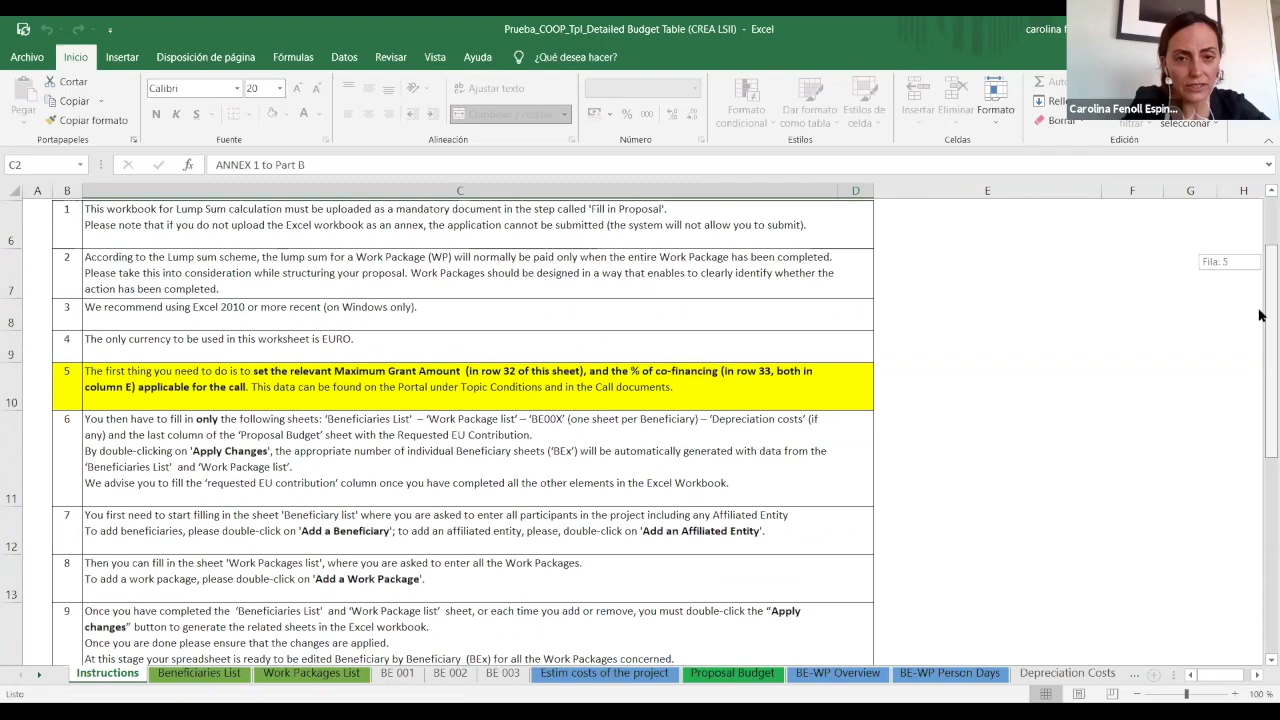 Prueba_COOP_Tpl_Detailed Budget Table (CREA LSII) - Excel
carolina f
Archivo Inicio Insertar Disposición de página Fórmulas Datos Revisar Vista Ayuda ¿Qué desea hacer?
Carolina Fenoll Espin...
Pegar
Cortar
Copiar
Copiar formato
Calibri 20
N K S
Ajustar texto
Combinar y centrar
Formato condicional
Dar formato como tabla
Estilos de celda
Insertar Eliminar Formato
Rell
Borrar
seleccionar
Portapapeles Fuente Alineación Número Estilos Celdas Edición
C2 fx ANNEX 1 to Part B
A B C D E F G H
6 1 This workbook for Lump Sum calculation must be uploaded as a mandatory document in the step called 'Fill in Proposal'.
Please note that if you do not upload the Excel workbook as an annex, the application cannot be submitted (the system will not allow you to submit).
7 2 According to the Lump sum scheme, the lump sum for a Work Package (WP) will normally be paid only when the entire Work Package has been completed.
Please take this into consideration while structuring your proposal. Work Packages should be designed in a way that enables to clearly identify whether the
action has been completed.
Fila: 5
8 3 We recommend using Excel 2010 or more recent (on Windows only).
9 4 The only currency to be used in this worksheet is EURO.
10 5 The first thing you need to do is to set the relevant Maximum Grant Amount (in row 32 of this sheet), and the % of co-financing (in row 33, both in
column E) applicable for the call. This data can be found on the Portal under Topic Conditions and in the Call documents.
11 6 You then have to fill in only the following sheets: ‘Beneficiaries List' – ‘Work Package list’ – ‘BE00X’ (one sheet per Beneficiary) – ‘Depreciation costs’ (if
any) and the last column of the ‘Proposal Budget’ sheet with the Requested EU Contribution.
By double-clicking on 'Apply Changes', the appropriate number of individual Beneficiary sheets (‘BEx’) will be automatically generated with data from the
‘Beneficiaries List' and ‘Work Package list’.
We advise you to fill the ‘requested EU contribution’ column once you have completed all the other elements in the Excel Workbook.
12 7 You first need to start filling in the sheet 'Beneficiary list' where you are asked to enter all participants in the project including any Affiliated Entity
To add beneficiaries, please double-click on 'Add a Beneficiary'; to add an affiliated entity, please, double-click on 'Add an Affiliated Entity'.
13 8 Then you can fill in the sheet 'Work Packages list', where you are asked to enter all the Work Packages.
To add a work package, please double-click on 'Add a Work Package'.
9 Once you have completed the ‘Beneficiaries List' and ‘Work Package list’ sheet, or each time you add or remove, you must double-click the “Apply
changes” button to generate the related sheets in the Excel workbook.
Once you are done please ensure that the changes are applied.
At this stage your spreadsheet is ready to be edited Beneficiary by Beneficiary (BEx) for all the Work Packages concerned.
Instructions Beneficiaries List Work Packages List BE 001 BE 002 BE 003 Estim costs of the project Proposal Budget BE-WP Overview BE-WP Person Days Depreciation Costs ...
Listo
100 %